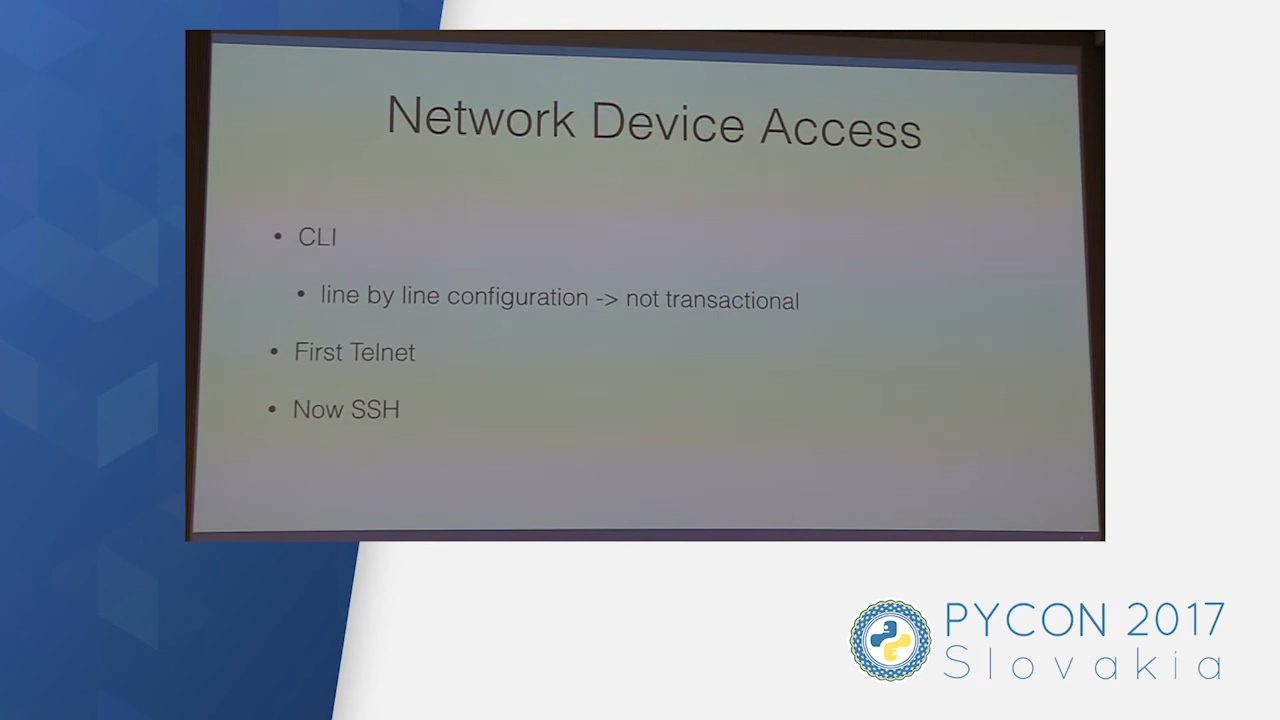 Network Device Access
• CLI
• line by line configuration -> not transactional
• First Telnet
• Now SSH
PYCON 2017
Slovakia